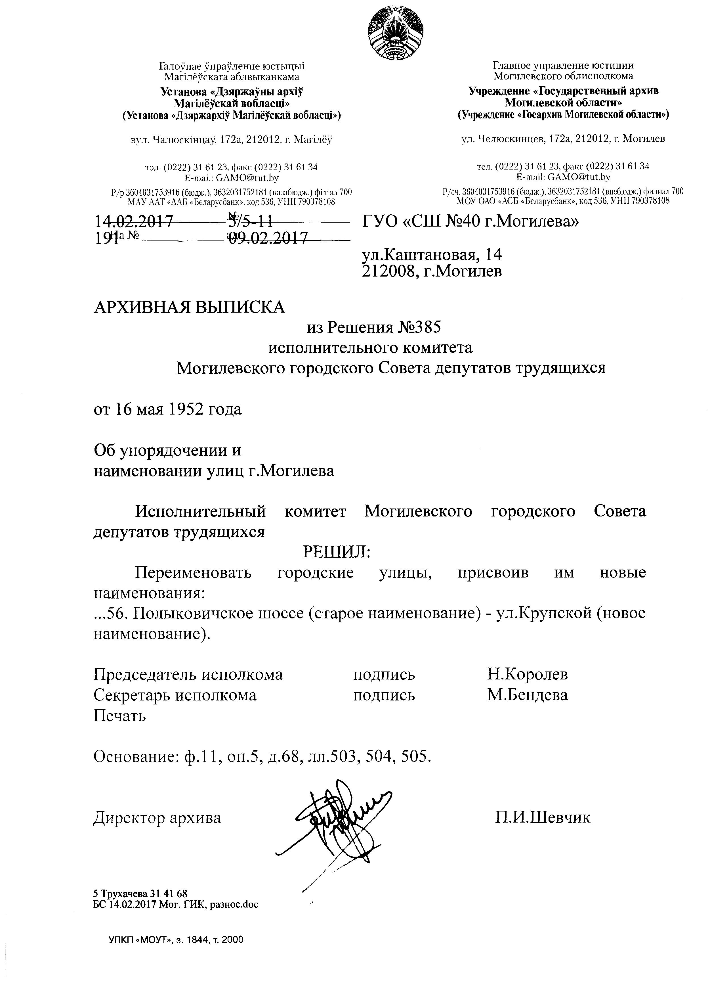 РЭСПУБЛІКА
БЕЛАРУСЬ
Галоўнае ўпраўленне юстыцыі
Магілёўскага аблвыканкама
Установа «Дзяржаўны архіў
Магілёўскай вобласці»
(Установа «Дзяржархіў Магілёўскай вобласці»)
вул. Чалюскінцаў, 172а, 212012, г. Магілёў
тэл. (0222) 31 61 23, факс (0222) 31 61 34
E-mail: GAMO@tut.by
Р/р 3604031753916 (бюдж.), 3632031752181 (пазабюдж.) філіял 700
МАУ ААТ «ААБ «Беларусбанк», код 536, УНП 790378108
Главное управление юстиции
Могилевского облисполкома
Учреждение «Государственный архив
Могилевской области»
(Учреждение «Госархив Могилевской области»)
ул. Челюскинцев, 172а, 212012, г. Могилев
тел. (0222) 31 61 23, факс (0222) 31 61 34
E-mail: GAMO@tut.by
Р/сч. 3604031753916 (бюдж.), 3632031752181 (внебюдж.) филиал 700
МОУ ОАО «АСБ «Беларусбанк», код 536, УНП 790378108
14.02.2017 № 5/5-11
На № 191 ад 09.02.2017
ГУО «СШ №40 г.Могилева»
ул.Каштановая, 14
212008, г.Могилев
АРХИВНАЯ ВЫПИСКА
из Решения №385
исполнительного комитета
Могилевского городского Совета депутатов трудящихся
от 16 мая 1952 года
Об упорядочении и
наименовании улиц г.Могилева
Исполнительный комитет Могилевского городского Совета
депутатов трудящихся
РЕШИЛ:
Переименовать городские улицы, присвоив им новые
наименования:
...56. Полыковичское шоссе (старое наименование) - ул.Крупской (новое
наименование).
Председатель исполкома подпись Н.Королев
Секретарь исполкома подпись М.Бендева
Печать
Основание: ф.11, оп.5, д.68, лл.503, 504, 505.
Директор архива П.И.Шевчик
5 Трухачева 31 41 68
БС 14.02.2017 Мог. ГИК, разное.doc
УПКП «МОУТ», з. 1844, т. 2000